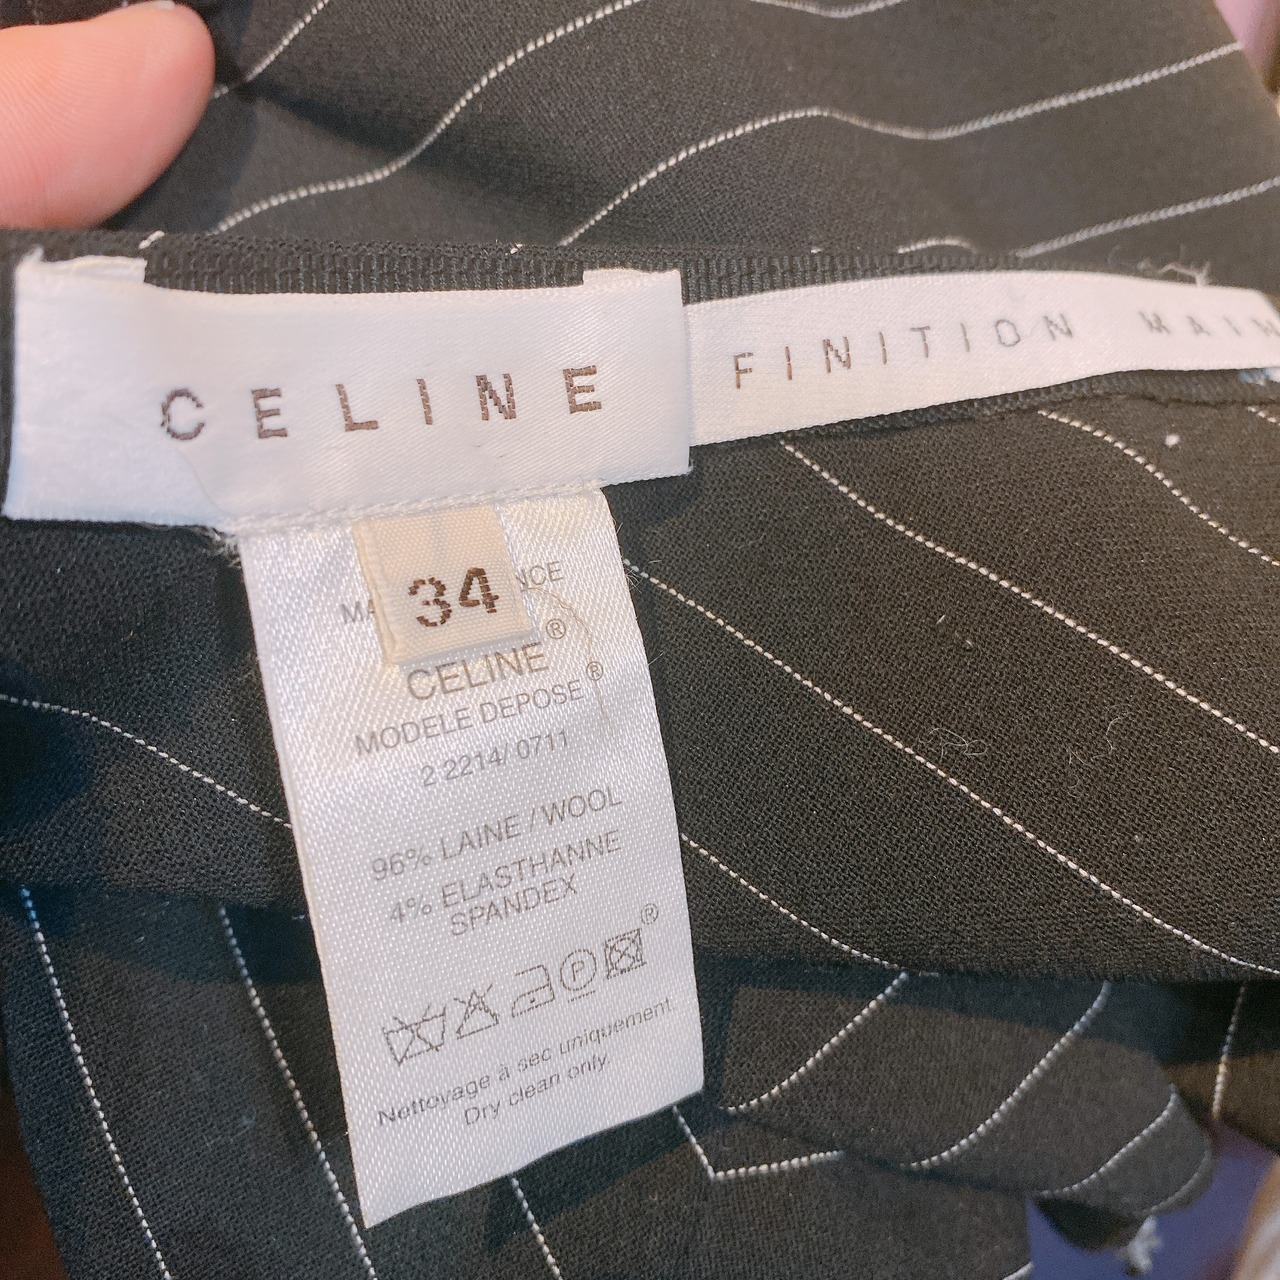 CELINE
FINITION MAIN
34
CELINE®
MODELE DEPOSE®
2 2214/ 0711
96% LAINE / WOOL
4% ELASTHANNE
SPANDEX
P
®
Nettoyage à sec uniquement.
Dry clean only.